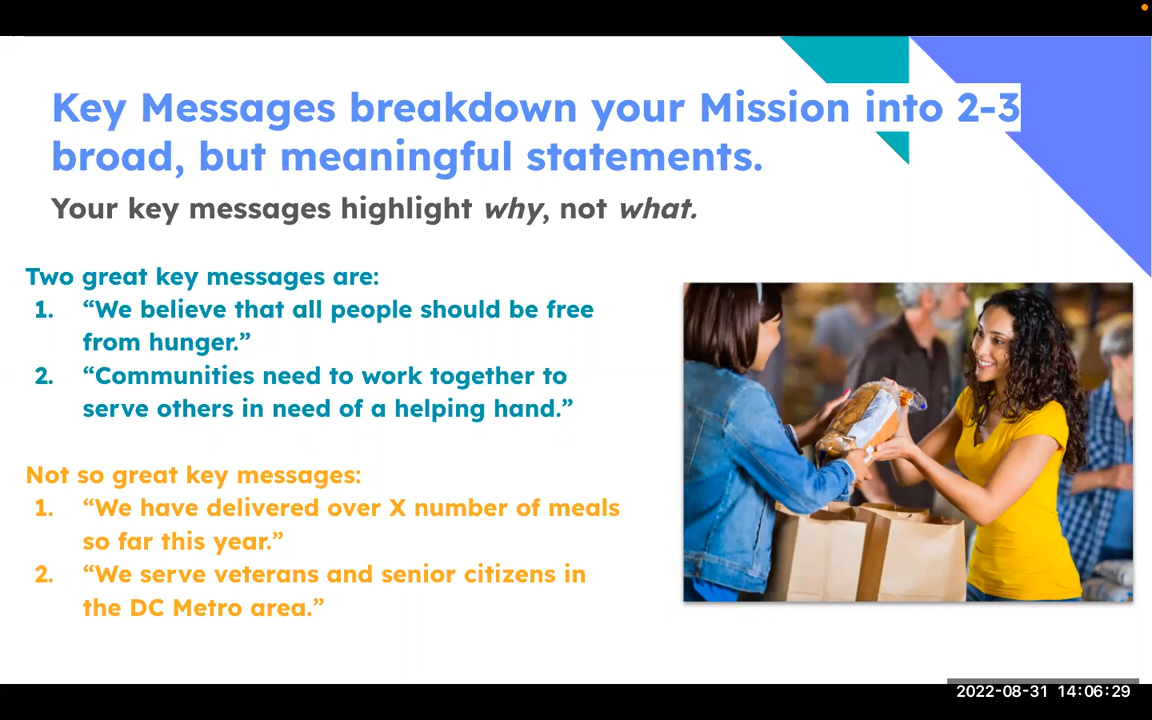 Key Messages breakdown your Mission into 2-3
broad, but meaningful statements.
Your key messages highlight why, not what.
Two great key messages are:
1. “We believe that all people should be free
from hunger.”
2. “Communities need to work together to
serve others in need of a helping hand.”
Not so great key messages:
1. “We have delivered over X number of meals
so far this year.”
2. “We serve veterans and senior citizens in
the DC Metro area.”
2022-08-31 14:06:29